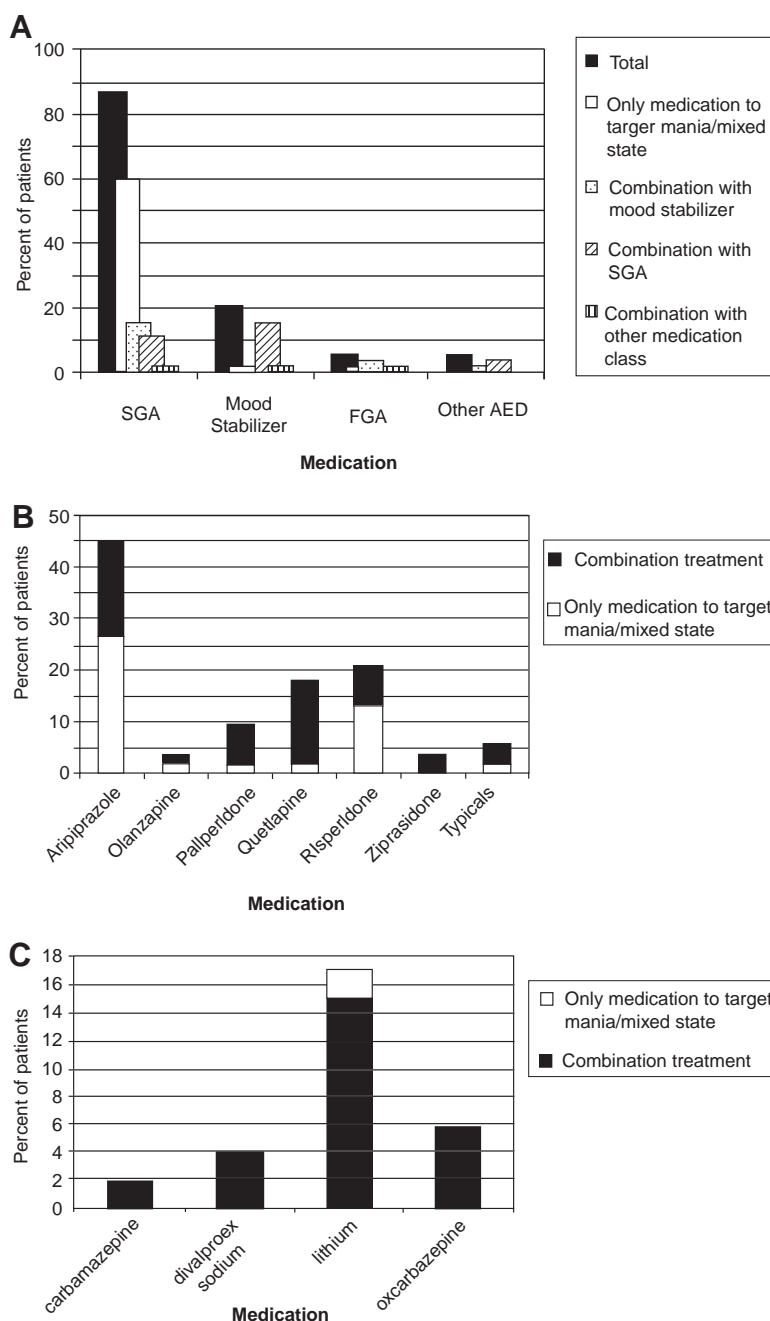 A
100
80
60
40
20
0
Percent of patients
SGA
Mood
Stabilizer
FGA
Other AED
Medication
Total
Only medication to
targer mania/mixed
state
Combination with
mood stabilizer
Combination with
SGA
Combination with
other medication
class
B
50
40
30
20
10
0
Percent of patients
Aripiprazole
Olanzapine
Pallperldone
Quetlapine
RIsperldone
Ziprasidone
Typicals
Medication
Combination treatment
Only medication to target
mania/mixed state
C
18
16
14
12
10
8
6
4
2
0
Percent of patients
carbamazepine
divalproex
sodium
lithium
oxcarbazepine
Medication
Only medication to target
mania/mixed state
Combination treatment